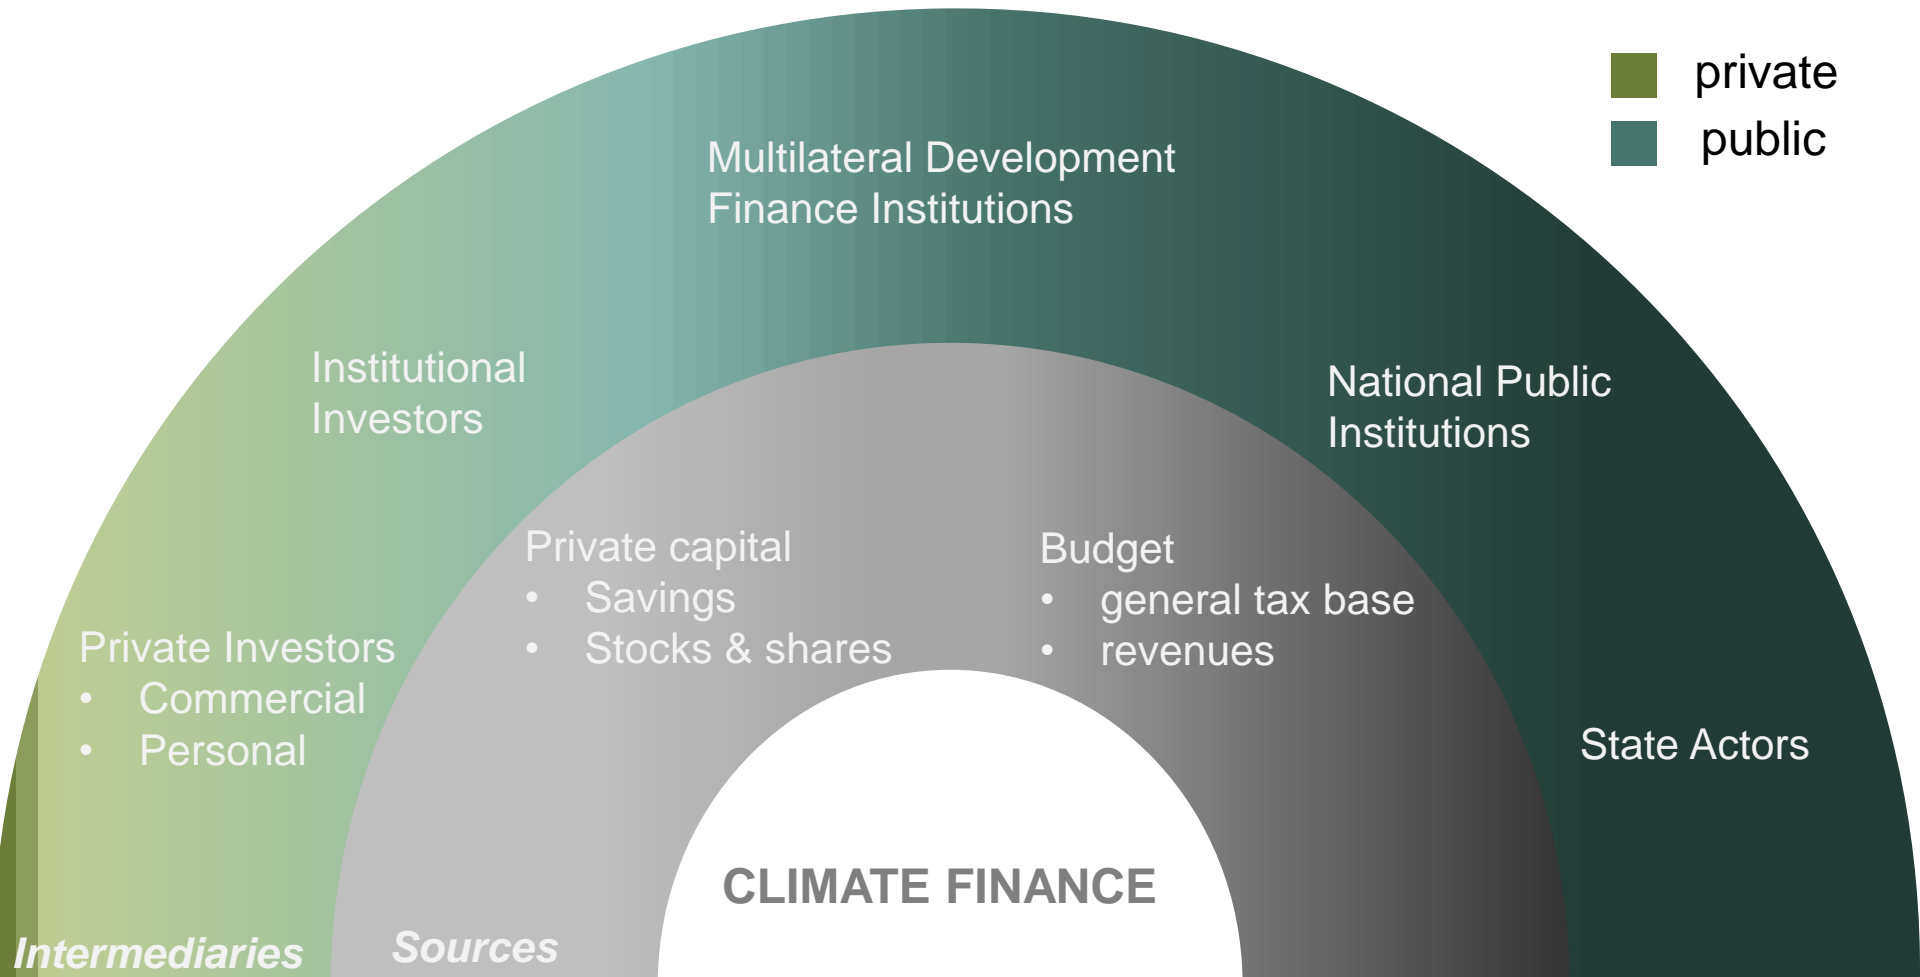 private
public
Multilateral Development
Finance Institutions
Institutional
Investors
National Public
Institutions
Private capital
• Savings
• Stocks & shares
Budget
• general tax base
• revenues
Private Investors
• Commercial
• Personal
State Actors
CLIMATE FINANCE
Intermediaries
Sources